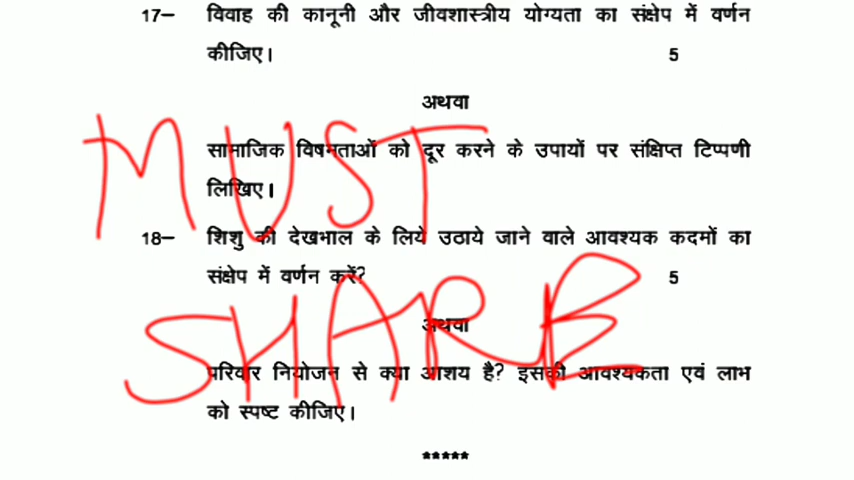 17— विवाह की कानूनी और जीवशास्त्रीय योग्यता का संक्षेप में वर्णन
कीजिए। 5
अथवा
सामाजिक विषमताओं को दूर करने के उपायों पर संक्षिप्त टिप्पणी
लिखिए।
MUST
18— शिशु की देखभाल के लिये उठाये जाने वाले आवश्यक कदमों का
संक्षेप में वर्णन करें? 5
अथवा
SHARE
परिवार नियोजन से क्या आशय है? इसकी आवश्यकता एवं लाभ
को स्पष्ट कीजिए।
*****